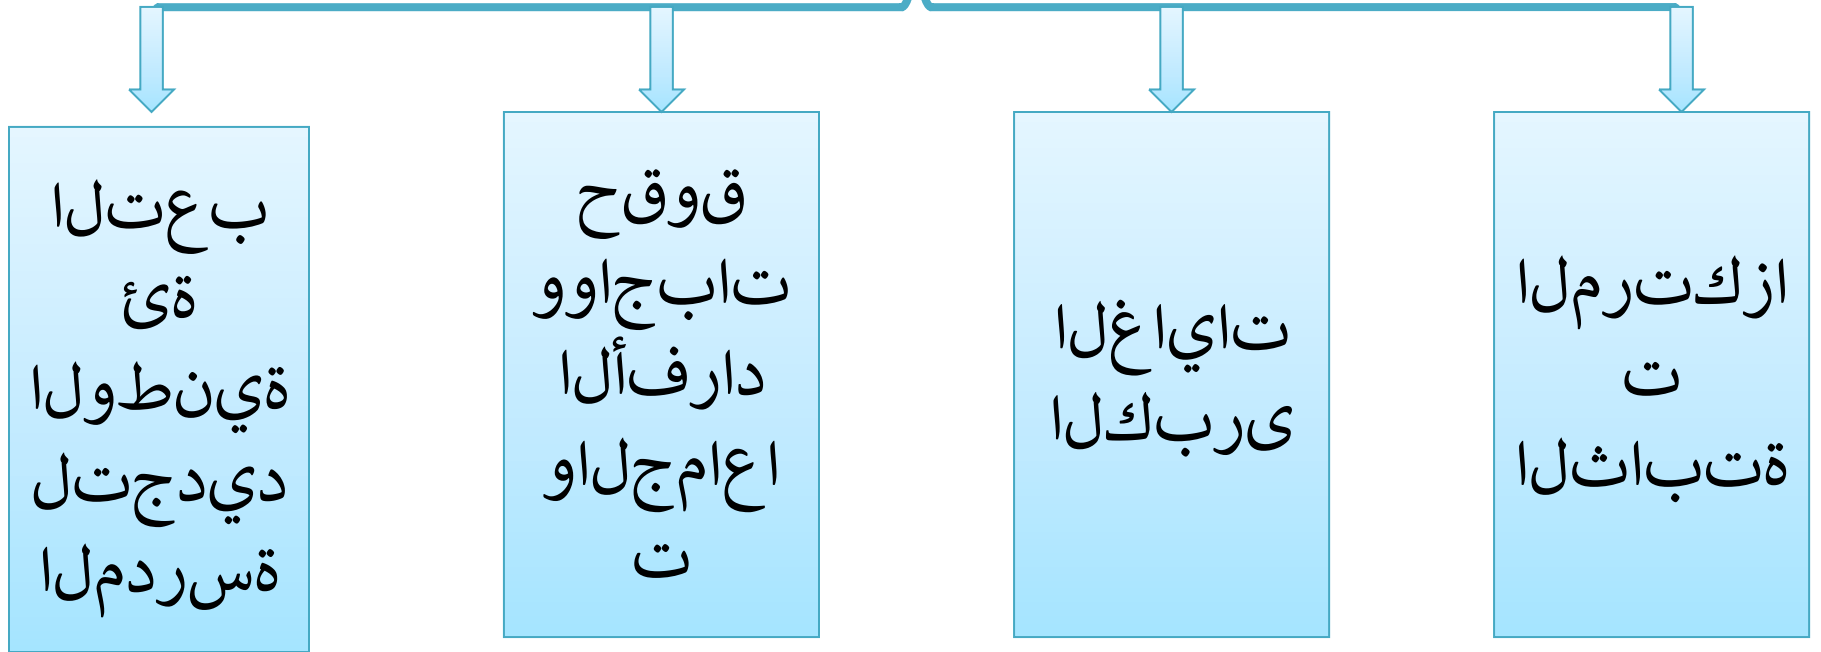 المرتكزا
ت
الثابتة
الغايات
الكبرى
حقوق
وواجبات
الأفراد
والجماعا
ت
التعب
ئة
الوطنية
لتجديد
المدرسة